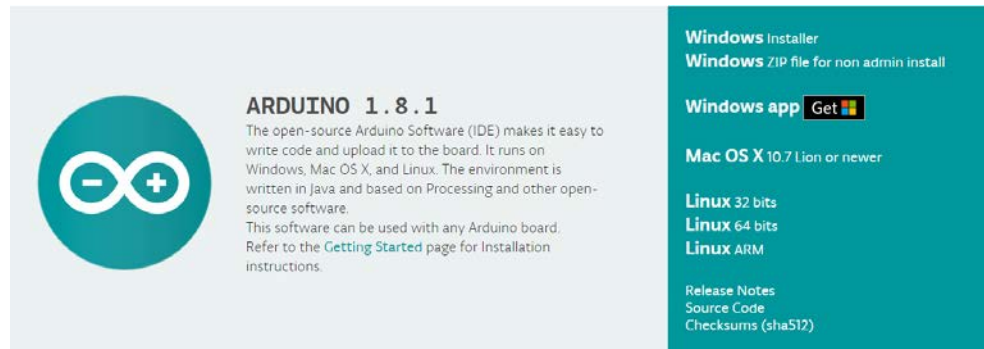 ARDUINO 1.8.1
The open-source Arduino Software (IDE) makes it easy to
write code and upload it to the board. It runs on
Windows, Mac OS X, and Linux. The environment is
written in Java and based on Processing and other open-
source software.
This software can be used with any Arduino board.
Refer to the Getting Started page for Installation
instructions.
Windows Installer
Windows ZIP file for non admin install
Windows app Get
Mac OS X 10.7 Lion or newer
Linux 32 bits
Linux 64 bits
Linux ARM
Release Notes
Source Code
Checksums (sha512)